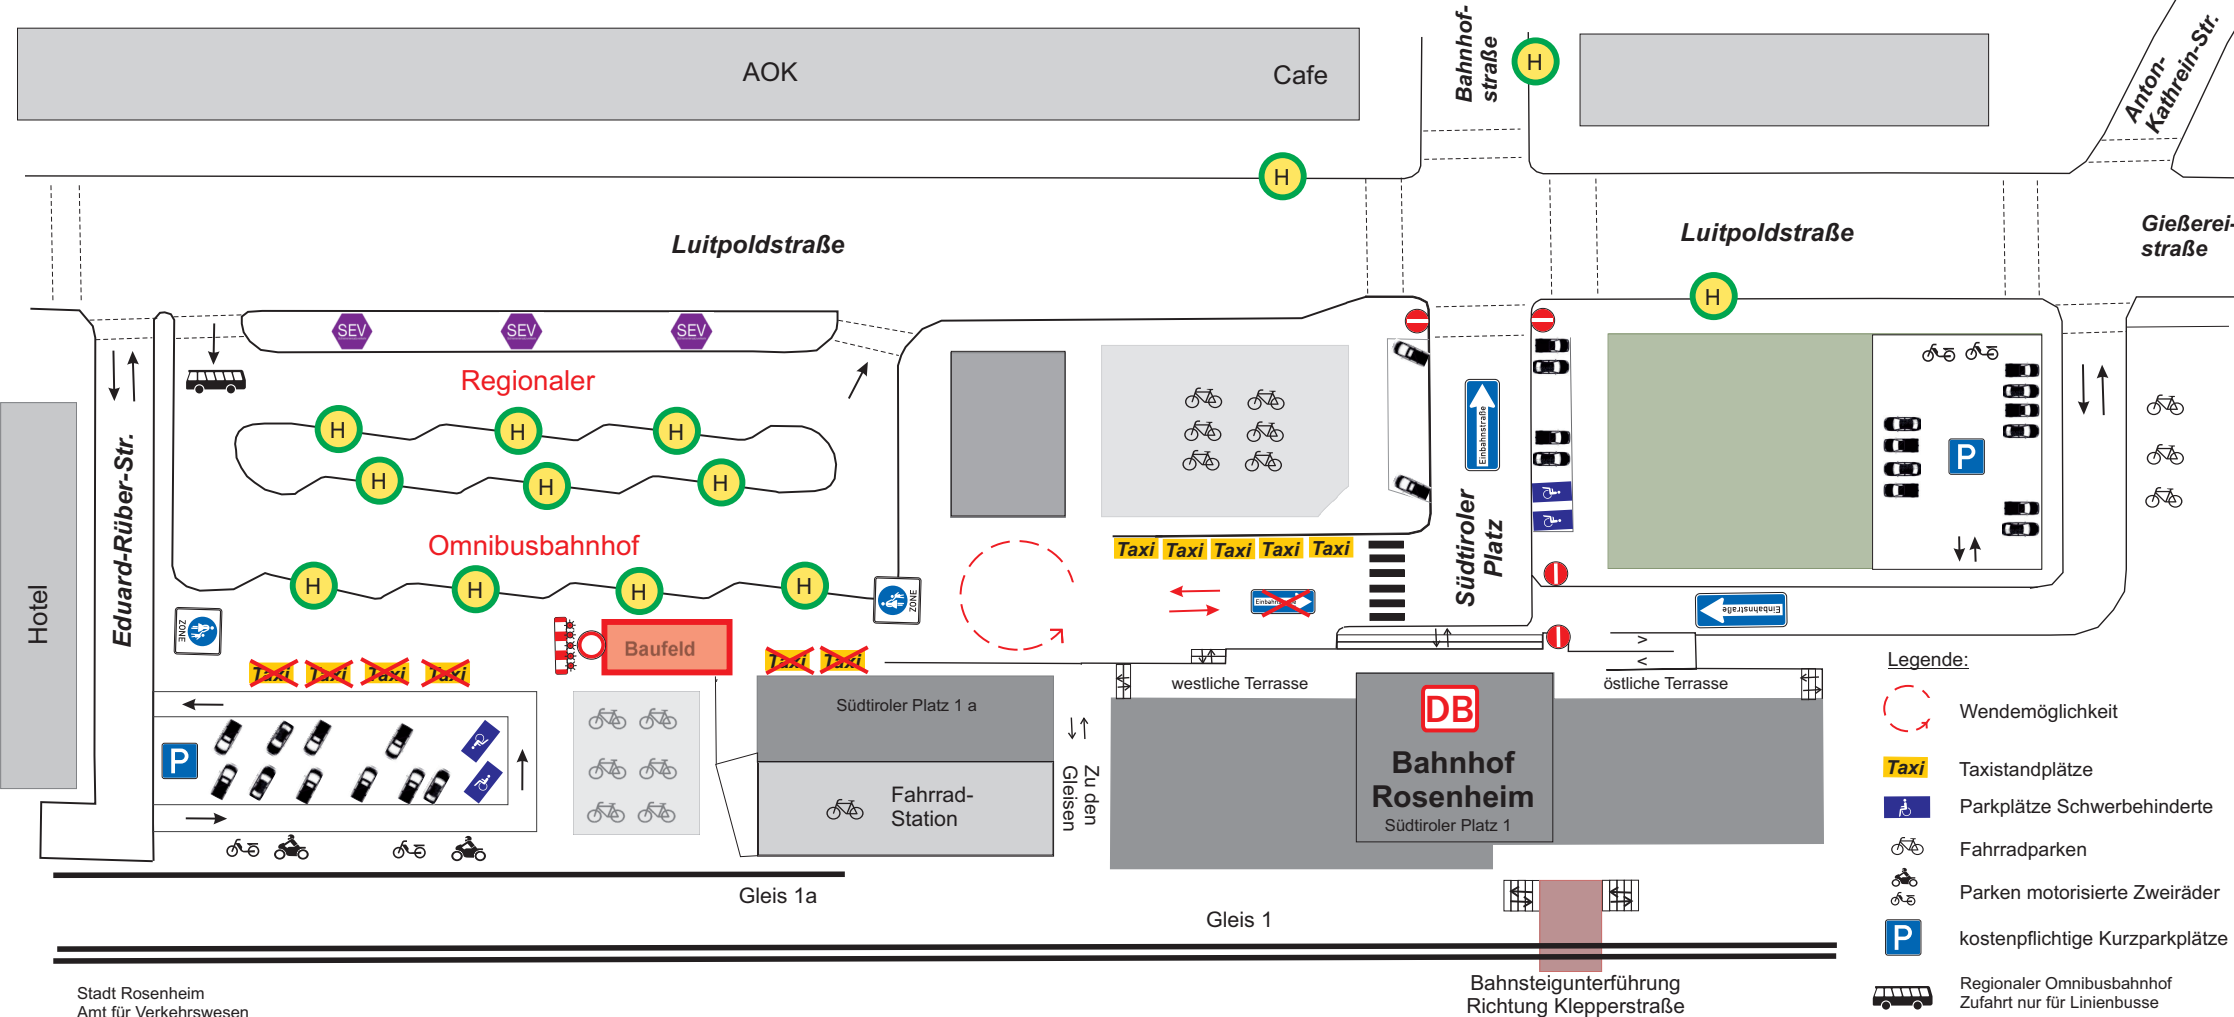 AOK
Cafe
Bahnhof-
straße
H
Anton-
Kathrein-Str.
H
Luitpoldstraße
Luitpoldstraße
Gießerei-
straße
H
SEV
SEV
SEV
Regionaler
H
H
H
H
H
H
Omnibusbahnhof
H
H
H
H
Eduard-Rüber-Str.
Hotel
ZONE
ZONE
Einbahnstraße
Südtiroler
Platz
P
Taxi
Taxi
Taxi
Taxi
Taxi
Einbahnstraße
Baufeld
Taxi
Taxi
Taxi
Taxi
Taxi
Taxi
>
<
westliche Terrasse
östliche Terrasse
Südtiroler Platz 1 a
P
Zu den
Gleisen
DB
Bahnhof
Rosenheim
Südtiroler Platz 1
Fahrrad-
Station
Gleis 1a
Gleis 1
Bahnsteigunterführung
Richtung Klepperstraße
Legende:
Wendemöglichkeit
Taxi
Taxistandplätze
Parkplätze Schwerbehinderte
Fahrradparken
Parken motorisierte Zweiräder
P
kostenpflichtige Kurzparkplätze
Regionaler Omnibusbahnhof
Zufahrt nur für Linienbusse
Stadt Rosenheim
Amt für Verkehrswesen